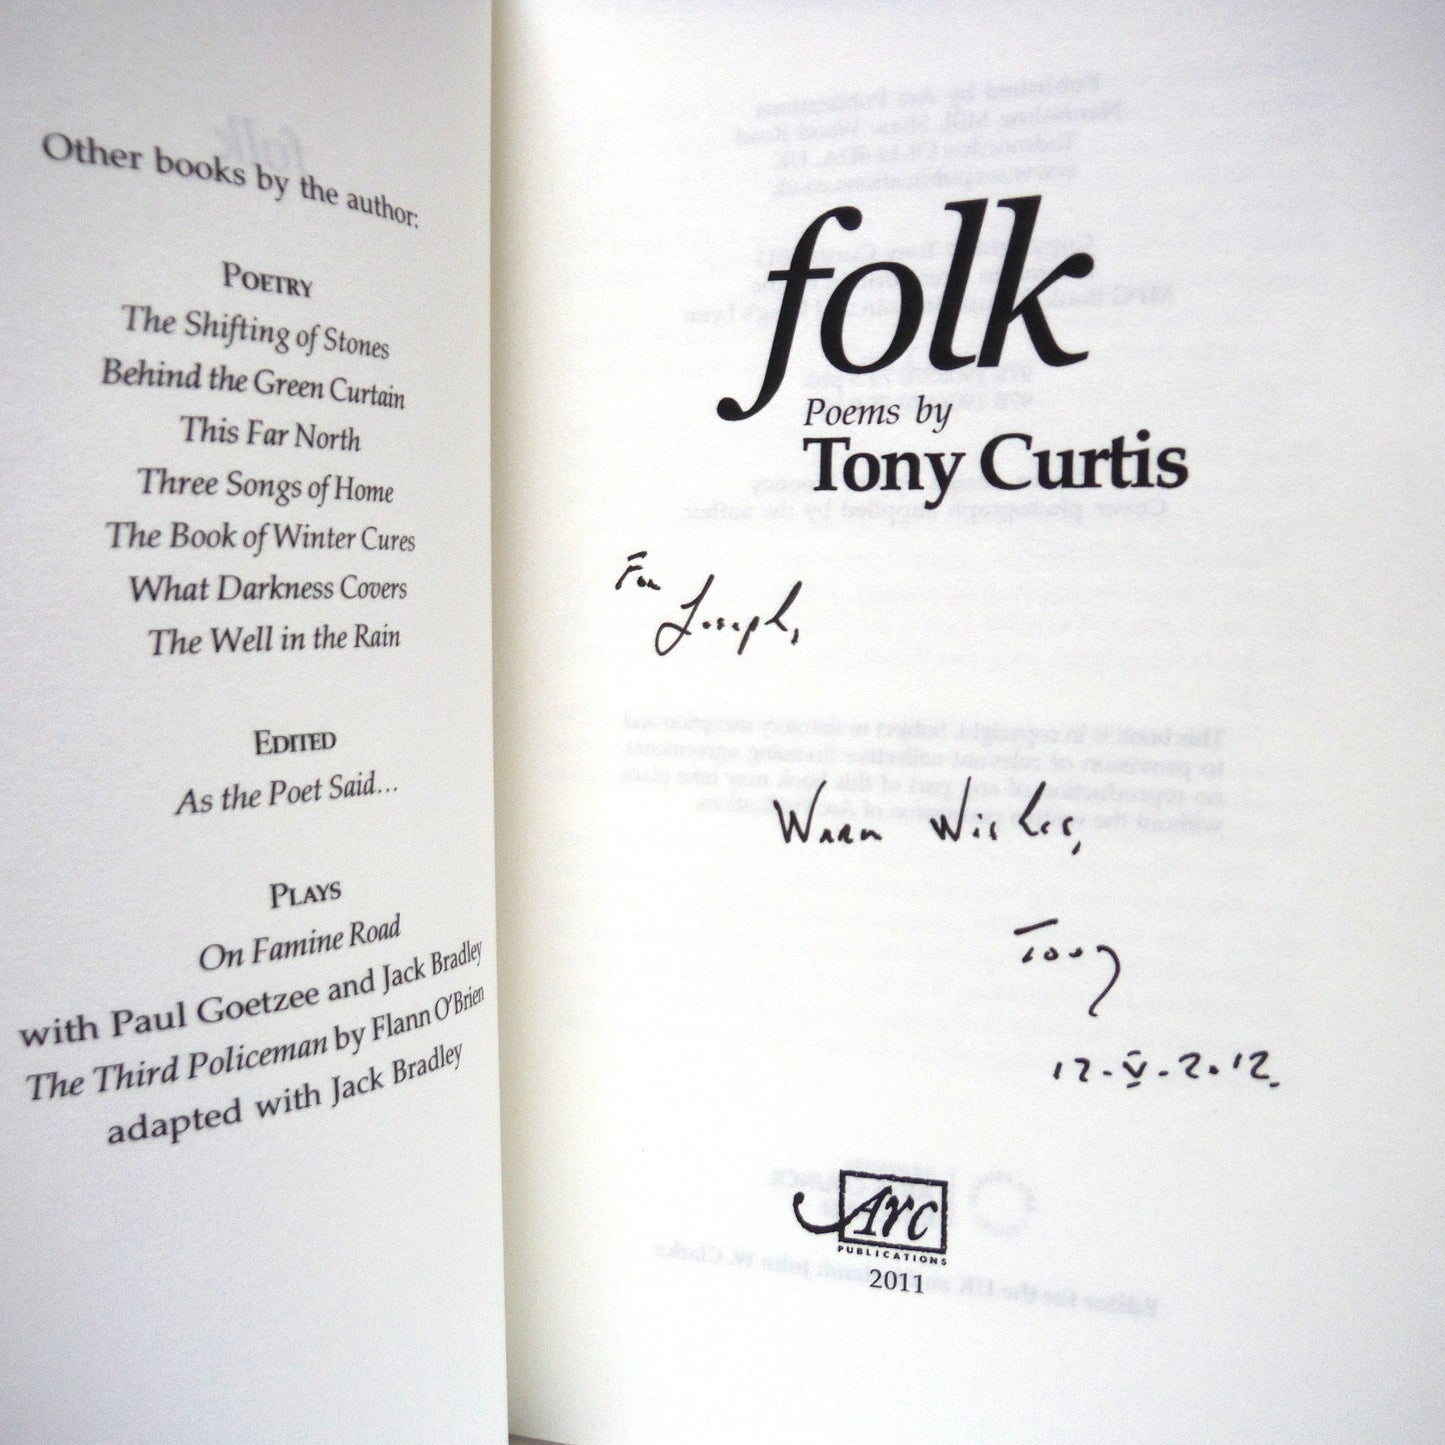 Other books by the author:
POETRY
The Shifting of Stones
Behind the Green Curtain
This Far North
Three Songs of Home
The Book of Winter Cures
What Darkness Covers
The Well in the Rain
EDITED
As the Poet Said...
PLAYS
On Famine Road
with Paul Goetzee and Jack Bradley
The Third Policeman by Flann O'Brien
adapted with Jack Bradley
folk
Poems by
Tony Curtis
For
Joseph,
Warm Wishes,
Tony
12.V.2012.
Arc
PUBLICATIONS
2011